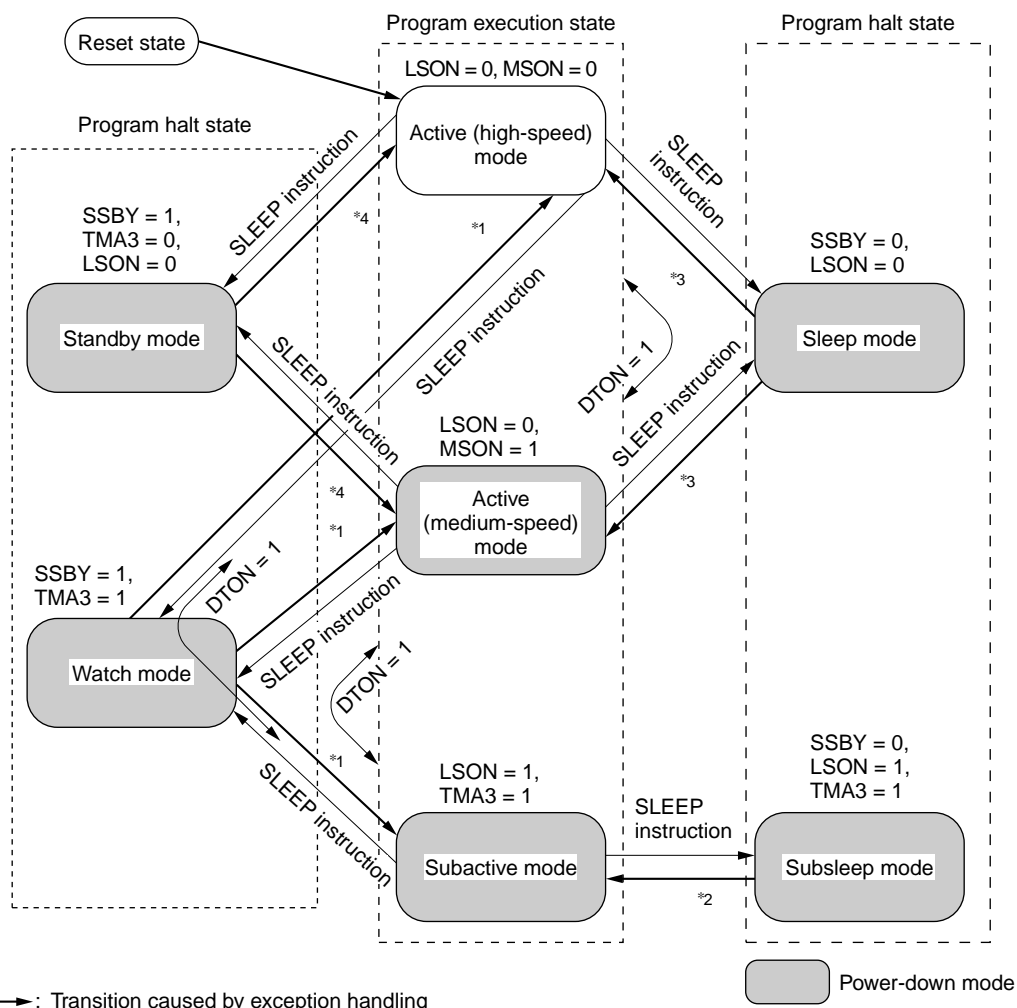 Program execution state
Program halt state
Reset state
LSON = 0, MSON = 0
Program halt state
Active (high-speed)
mode
SLEEP instruction
SLEEP
instruction
SSBY = 1,
TMA3 = 0,
LSON = 0
*4
*1
SSBY = 0,
LSON = 0
*3
Standby mode
SLEEP instruction
SLEEP instruction
DTON = 1
SLEEP instruction
Sleep mode
LSON = 0,
MSON = 1
*4
*1
Active
(medium-speed)
mode
*3
SSBY = 1,
TMA3 = 1
DTON = 1
SLEEP instruction
Watch mode
DTON = 1
*1
SLEEP instruction
LSON = 1,
TMA3 = 1
SSBY = 0,
LSON = 1,
TMA3 = 1
SLEEP
instruction
Subactive mode
Subsleep mode
*2
Power-down mode
: Transition caused by exception handling